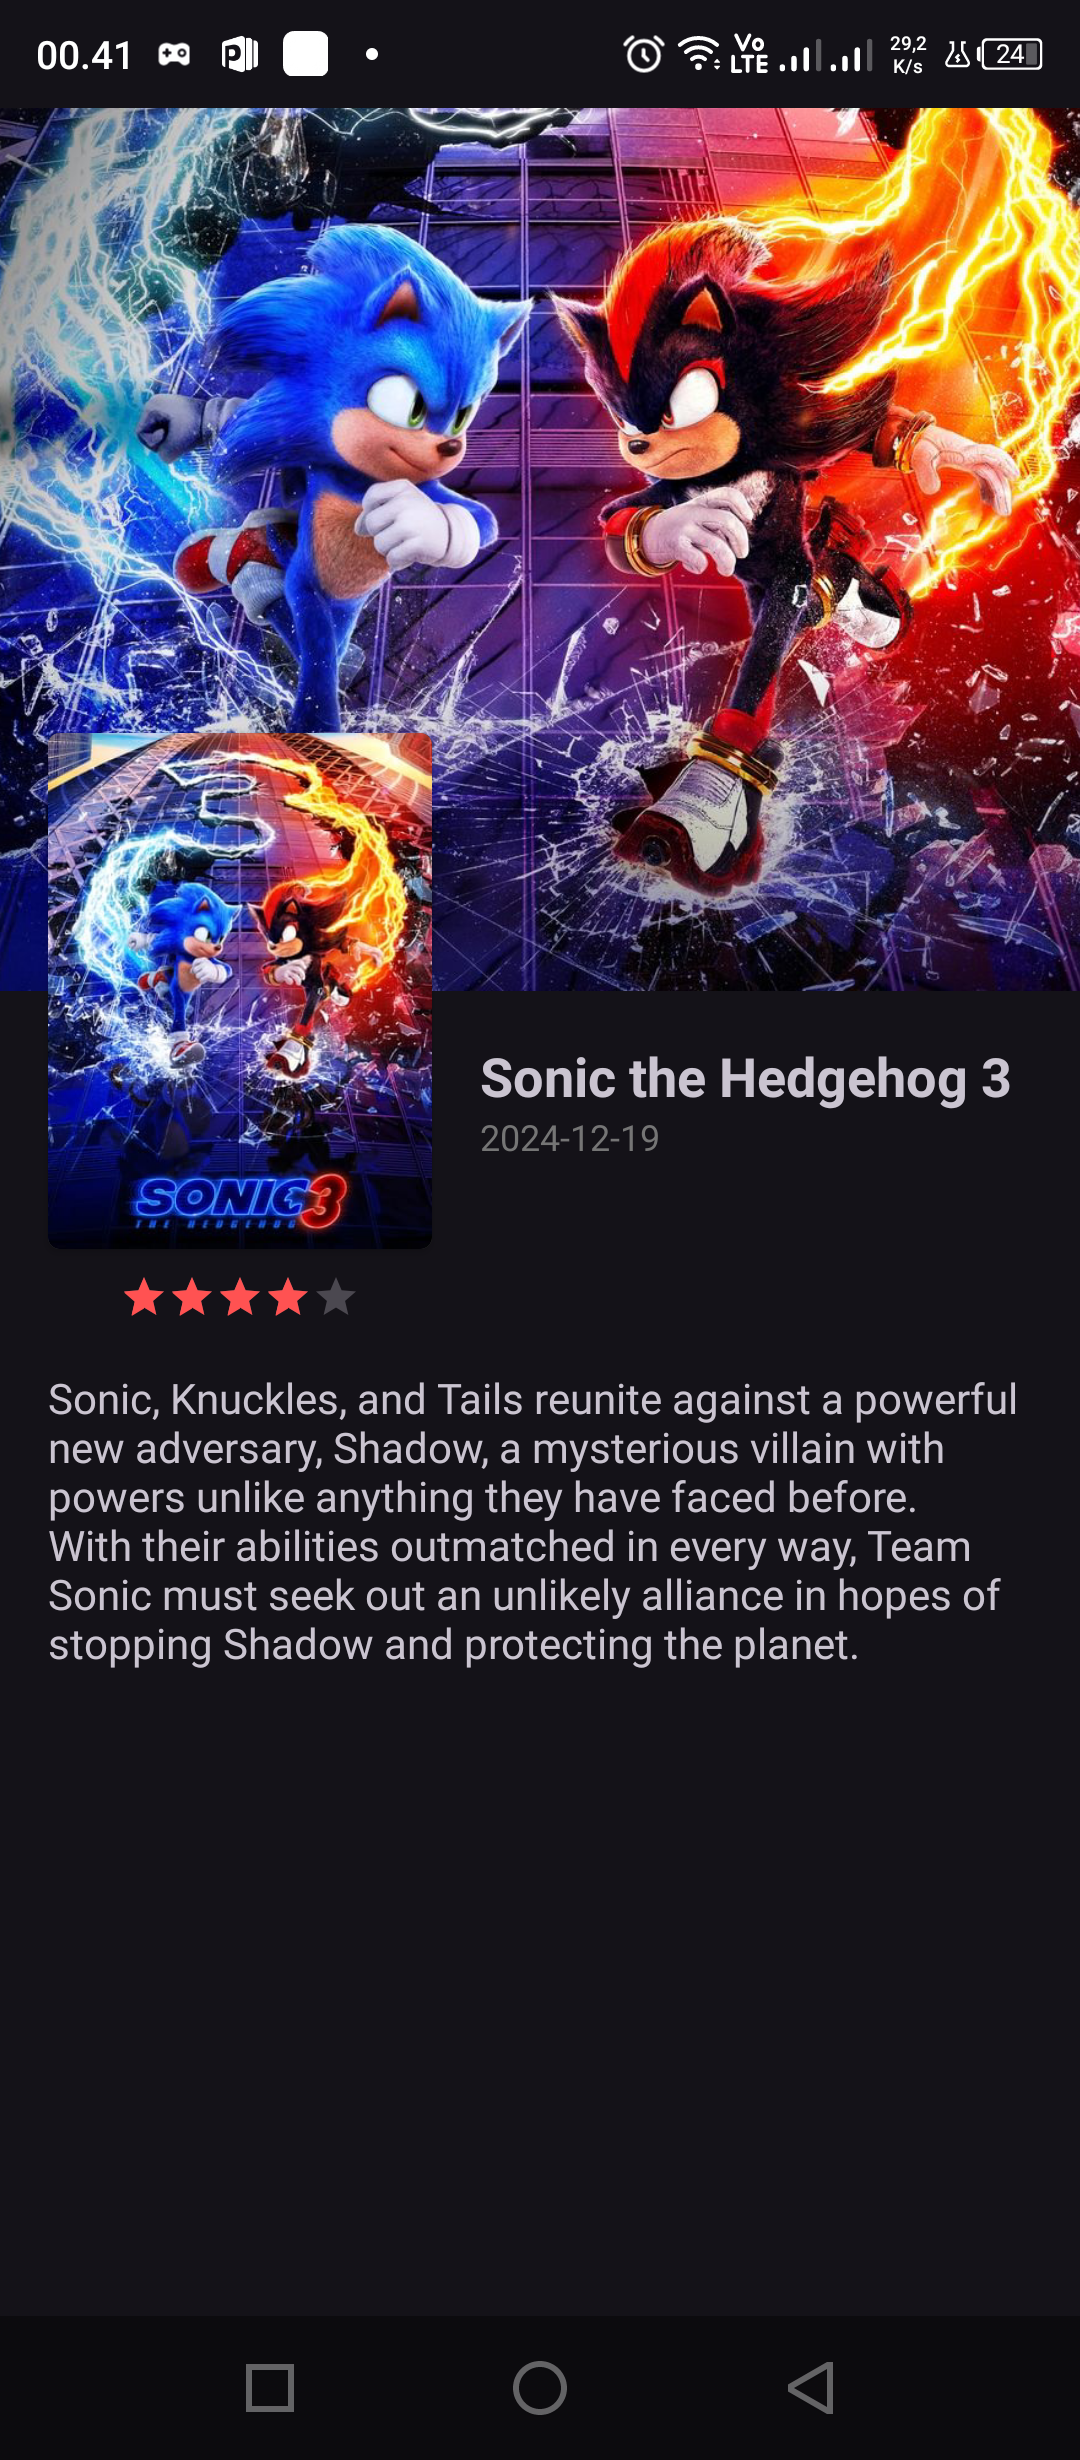 00.41
Vo
LTE
29,2
K/s
24
SONIC 3
THE HEDGEHOG
Sonic the Hedgehog 3
2024-12-19
Sonic, Knuckles, and Tails reunite against a powerful
new adversary, Shadow, a mysterious villain with
powers unlike anything they have faced before.
With their abilities outmatched in every way, Team
Sonic must seek out an unlikely alliance in hopes of
stopping Shadow and protecting the planet.